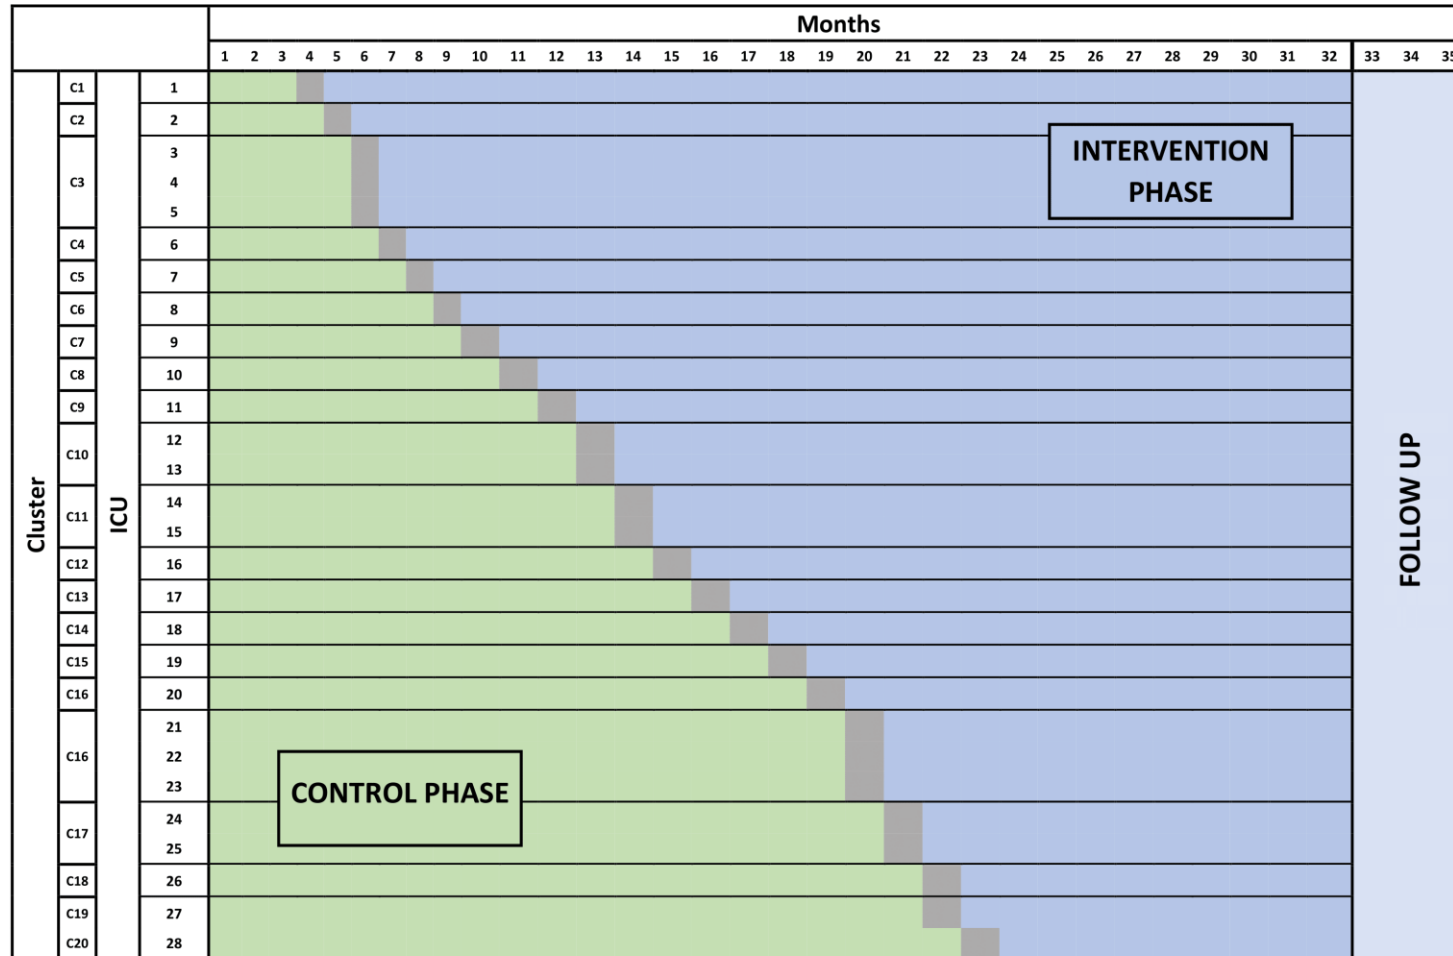 Months
1 2 3 4 5 6 7 8 9 10 11 12 13 14 15 16 17 18 19 20 21 22 23 24 25 26 27 28 29 30 31 32 33 34 35
Cluster
ICU
C1 1
C2 2
3
C3 4
5
C4 6
C5 7
C6 8
C7 9
C8 10
C9 11
C10 12
13
C11 14
15
C12 16
C13 17
C14 18
C15 19
C16 20
21
C16 22
23
C17 24
25
C18 26
C19 27
C20 28
INTERVENTION
PHASE
CONTROL PHASE
FOLLOW UP